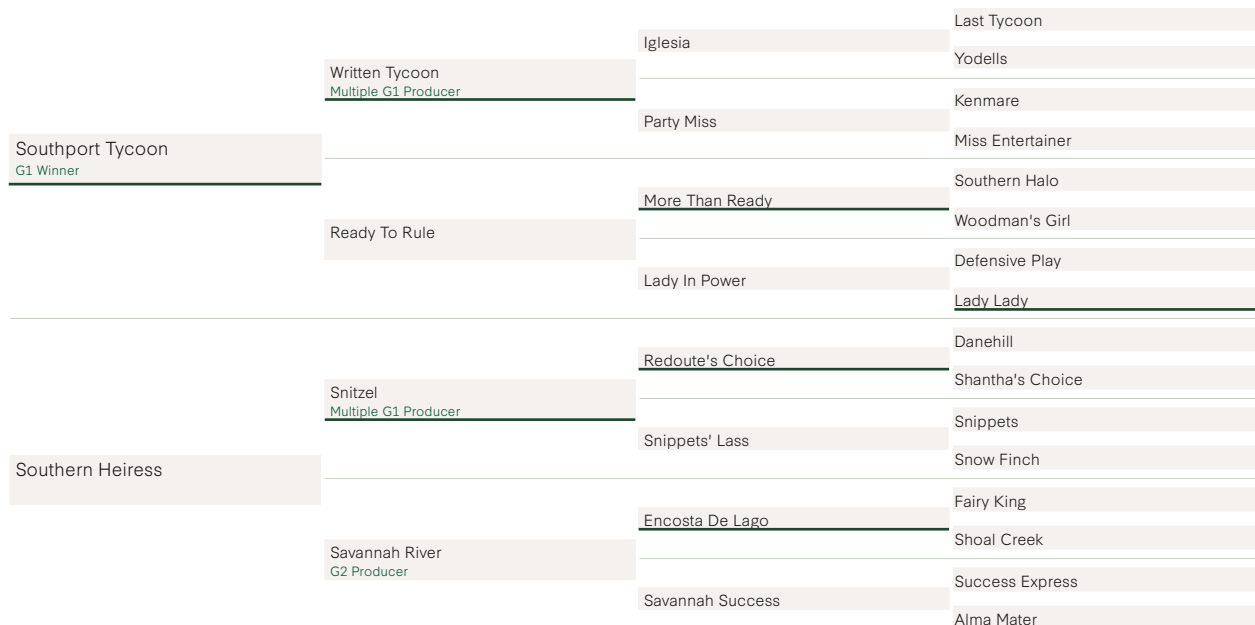 Southport Tycoon
G1 Winner
Southern Heiress
Written Tycoon
Multiple G1 Producer
Ready To Rule
Snitzel
Multiple G1 Producer
Savannah River
G2 Producer
Iglesia
Party Miss
More Than Ready
Lady In Power
Redoute's Choice
Snippets' Lass
Encosta De Lago
Savannah Success
Last Tycoon
Yodells
Kenmare
Miss Entertainer
Southern Halo
Woodman's Girl
Defensive Play
Lady Lady
Danehill
Shantha's Choice
Snippets
Snow Finch
Fairy King
Shoal Creek
Success Express
Alma Mater